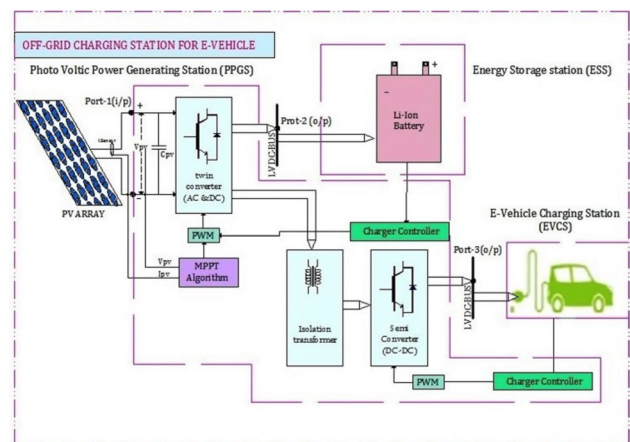 OFF-GRID CHARGING STATION FOR E-VEHICLE
Photo Voltic Power Generating Station (PPGS)
Energy Storage station (ESS)
Port-1(i/p)
+
Prot-2 (o/p)
-
+
Li-Ion
Battery
Vpv
Cpv
LVDC-BUS
twin
converter
(AC &xDC)
-
PV ARRAY
PWM
Charger Controller
E-Vehicle Charging Station
(EVCS)
Port-3(o/p)
Vpv
Ipv
MPPT
Algorithm
LVDC-BUS
Isolation
transformer
Semi
Converter
(DC-DC)
PWM
Charger Controller